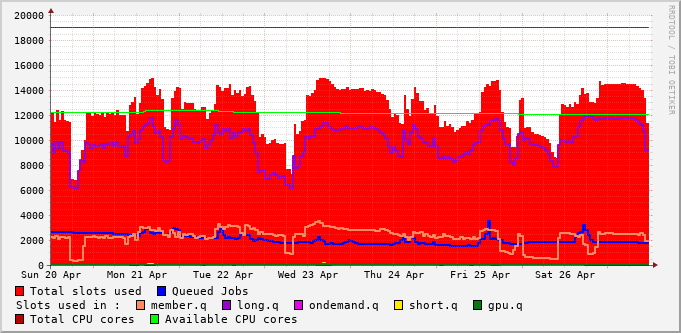 20000
18000
16000
14000
12000
10000
8000
6000
4000
2000
0
Sun 20 Apr Mon 21 Apr Tue 22 Apr Wed 23 Apr Thu 24 Apr Fri 25 Apr Sat 26 Apr
Total slots used Queued Jobs
Slots used in : member.q long.q ondemand.q short.q gpu.q
Total CPU cores Available CPU cores
RRDTOOL / TOBI OETIKER